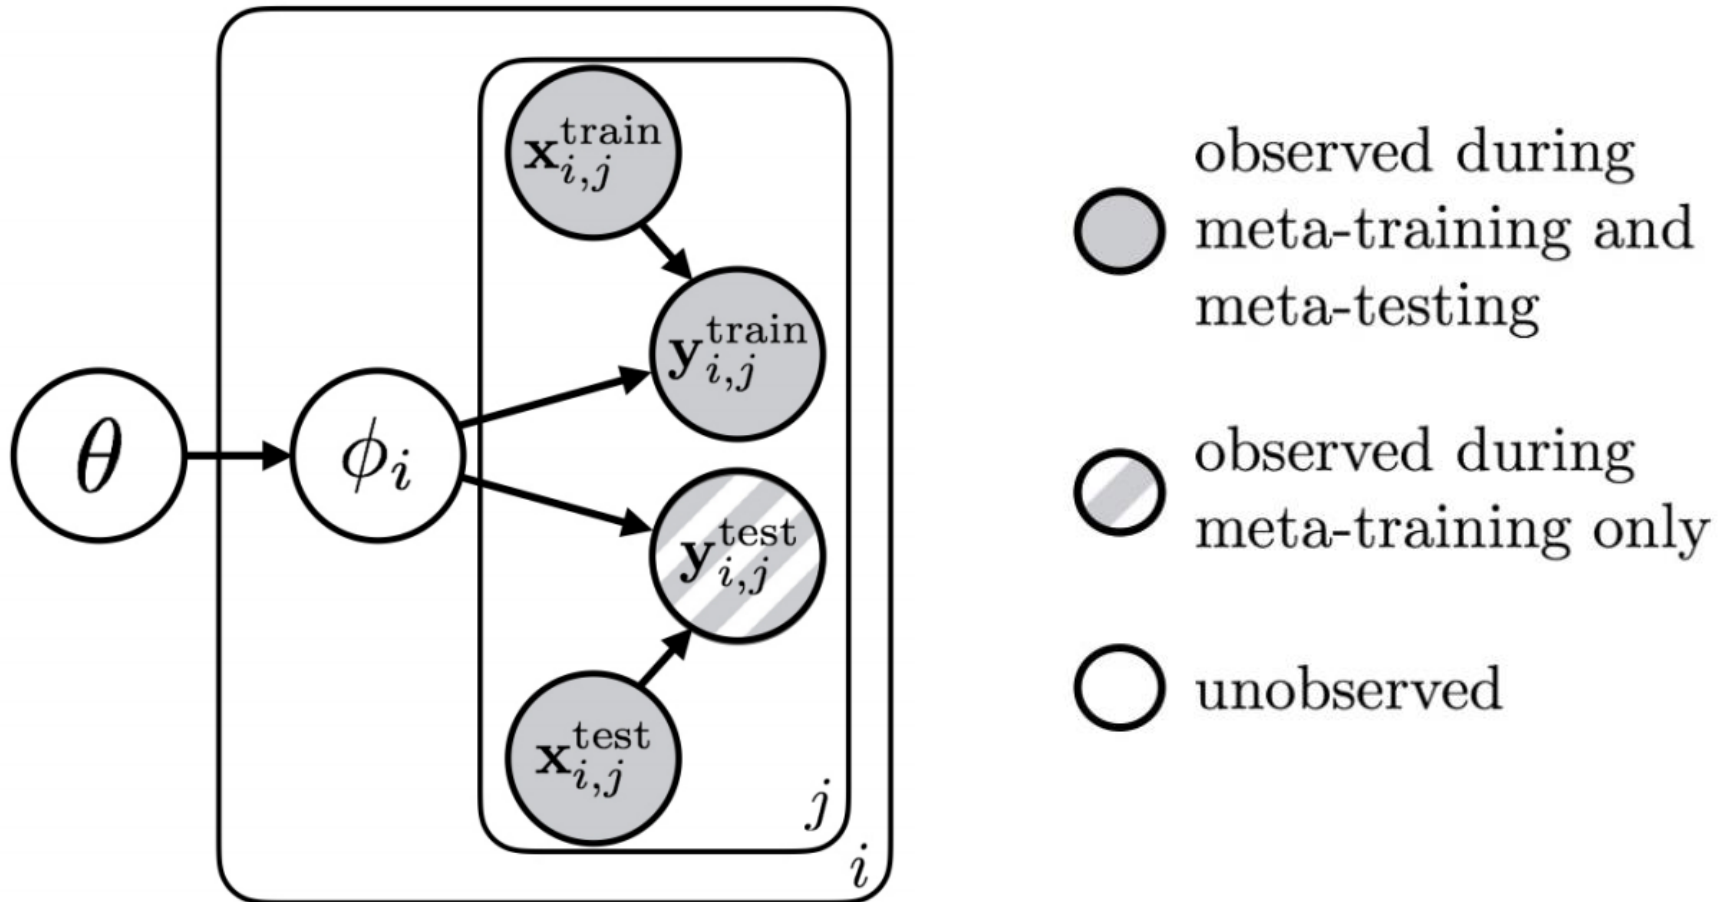 x_{i,j}^{train}
y_{i,j}^{train}
θ
ϕ_i
y_{i,j}^{test}
x_{i,j}^{test}
j
i
observed during
meta-training and
meta-testing
observed during
meta-training only
unobserved